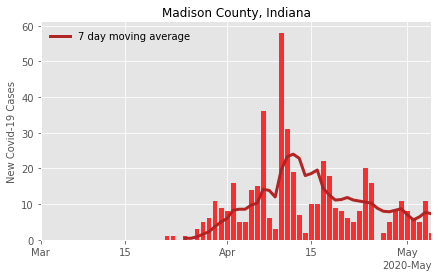 Madison County, Indiana
7 day moving average
New Covid-19 Cases
60
50
40
30
20
10
0
Mar 15 Apr 15 May
2020-May